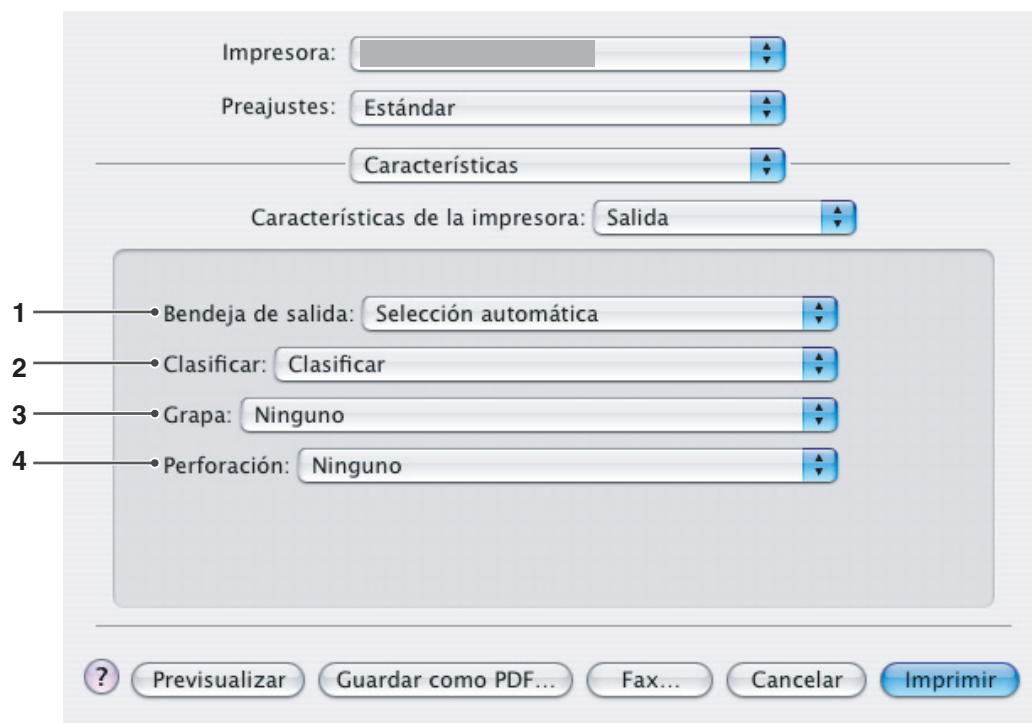 Impresora:
Preajustes: Estándar
Características
Características de la impresora: Salida
1 Bendeja de salida: Selección automática
2 Clasificar: Clasificar
3 Grapa: Ninguno
4 Perforación: Ninguno
? Previsualizar Guardar como PDF... Fax... Cancelar Imprimir